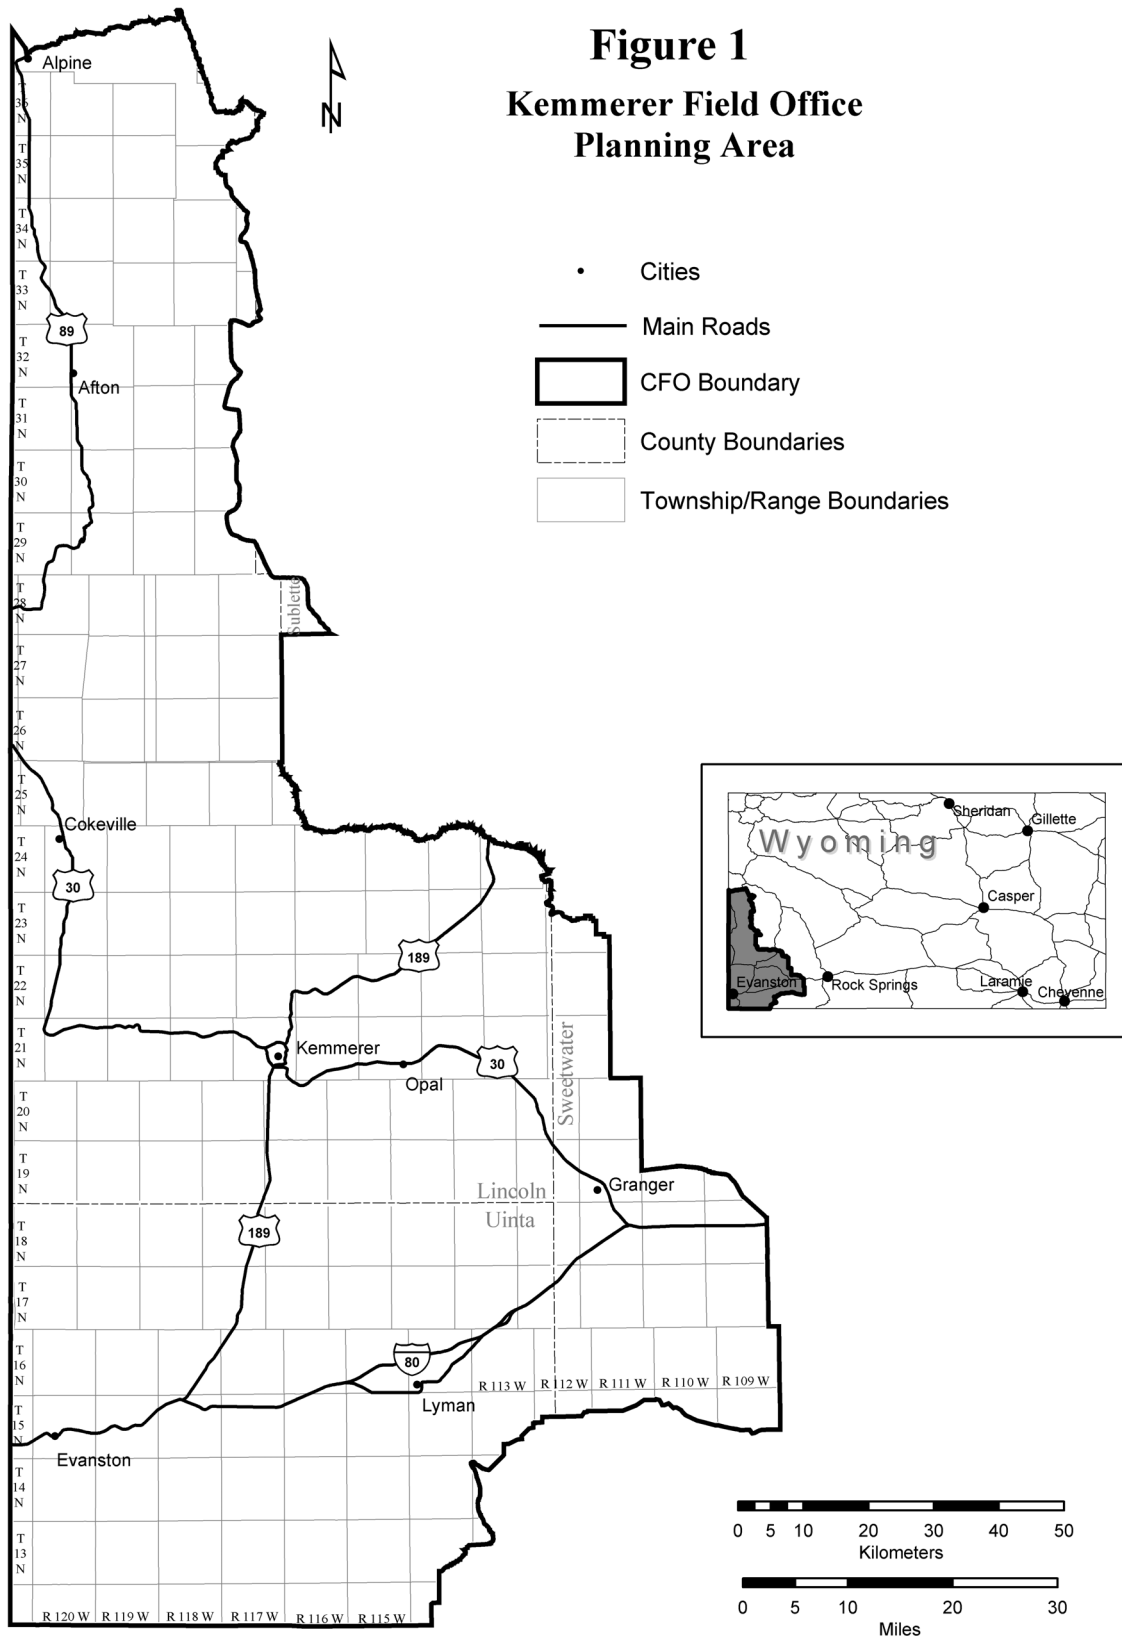 Figure 1
Kemmerer Field Office
Planning Area
N
Cities
Main Roads
CFO Boundary
County Boundaries
Township/Range Boundaries
Alpine
T
36
N
T
35
N
T
34
N
T
33
N
89
T
32
N
Afton
T
31
N
T
30
N
T
29
N
T
28
N
Sublette
T
27
N
T
26
N
T
25
N
Cokeville
T
24
N
30
T
23
N
189
T
22
N
T
21
N
Kemmerer
Opal
30
Sweetwater
T
20
N
T
19
N
Granger
Lincoln
Uinta
T
18
N
189
T
17
N
T
16
N
80
R 113 W
R 112 W
R 111 W
R 110 W
R 109 W
Lyman
T
15
N
Evanston
T
14
N
T
13
N
R 120 W
R 119 W
R 118 W
R 117 W
R 116 W
R 115 W
Wyoming
Sheridan
Gillette
Casper
Evanston
Rock Springs
Laramie
Cheyenne
0 5 10 20 30 40 50
Kilometers
0 5 10 20 30
Miles